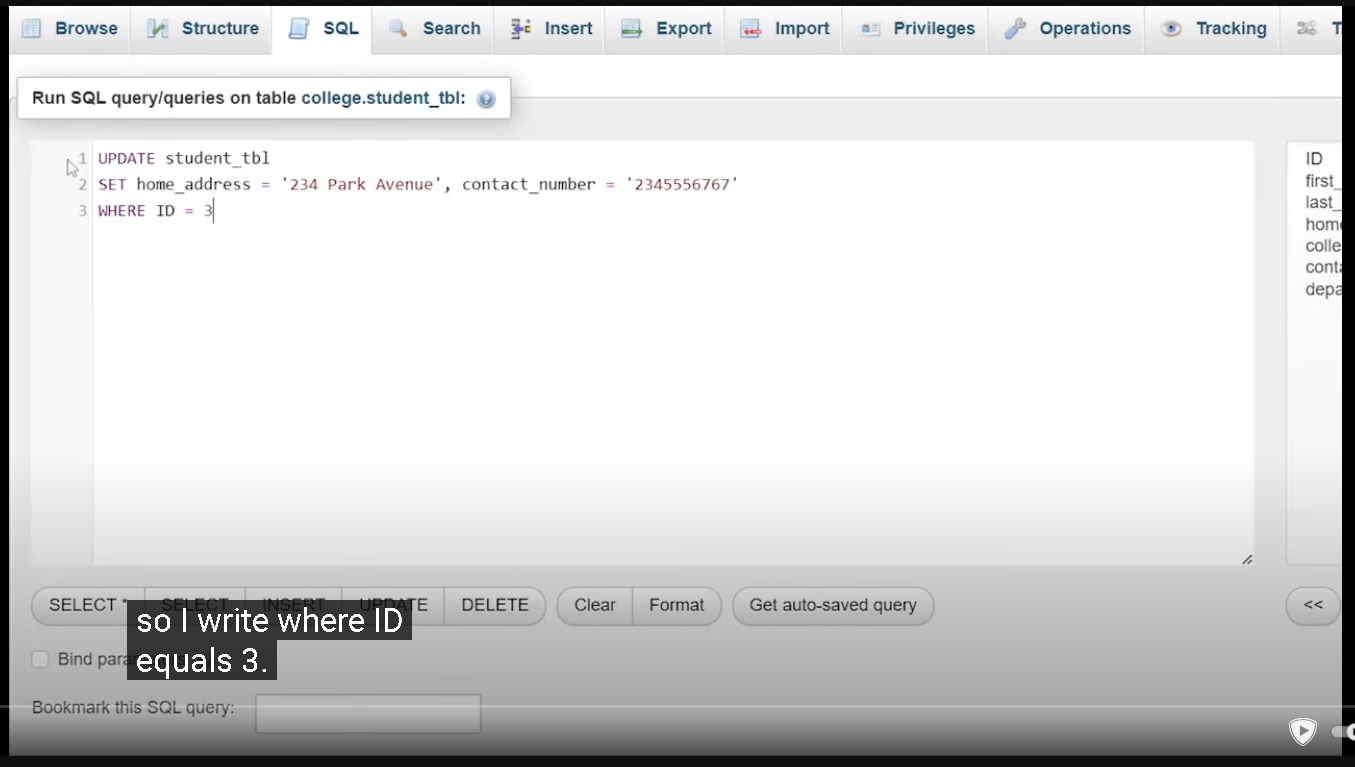 Browse Structure SQL Search Insert Export Import Privileges Operations Tracking
Run SQL query/queries on table college.student_tbl:
1 UPDATE student_tbl
2 SET home_address = '234 Park Avenue', contact_number = '2345556767'
3 WHERE ID = 3
ID
first_
last_
home
colle
conta
depa
SELECT * SELECT INSERT UPDATE DELETE Clear Format Get auto-saved query <<
so I write where ID
equals 3.
Bind para
Bookmark this SQL query: